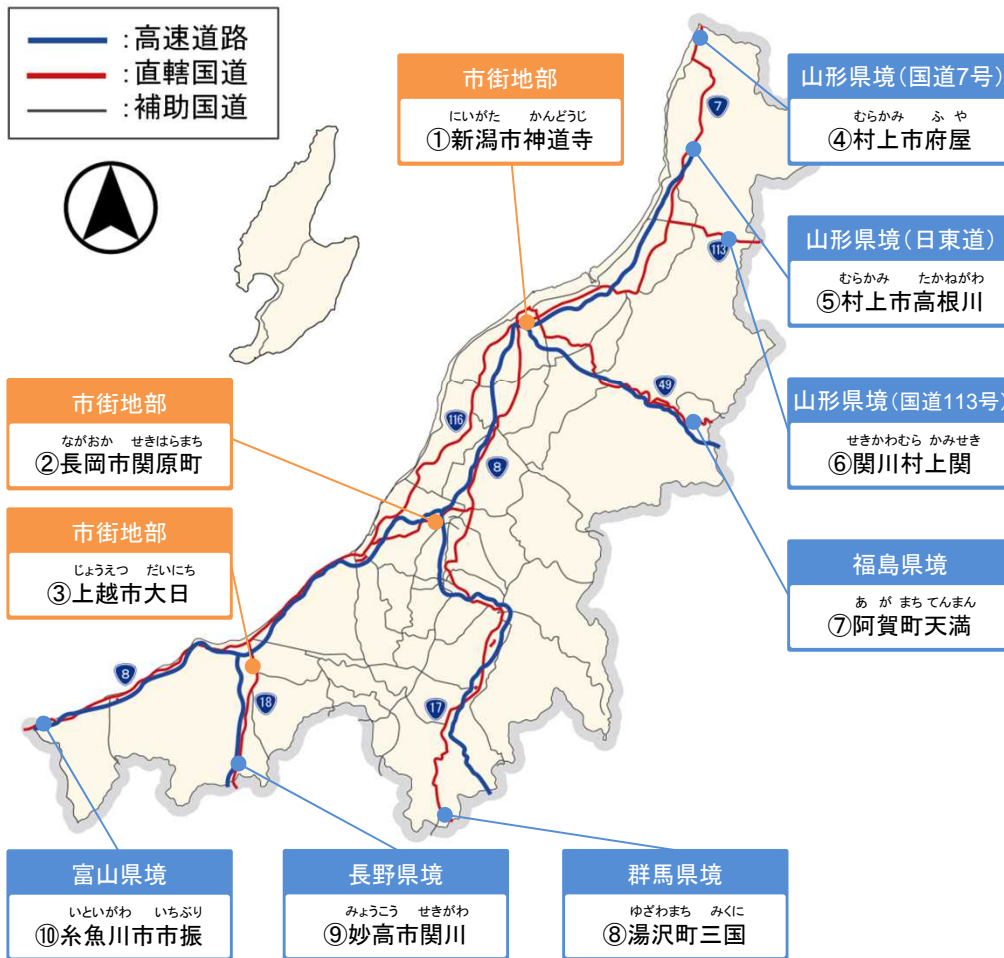 :高速道路
:直轄国道
:補助国道
市街地部
にいがた かんどうじ
①新潟市神道寺
山形県境(国道7号)
むらかみ ふや
④村上市府屋
7
山形県境(日東道)
むらかみ たかねがわ
⑤村上市高根川
113
山形県境(国道113号)
せきかわむら かみせき
⑥関川村上関
49
市街地部
ながおか せきはらまち
②長岡市関原町
116
8
市街地部
じょうえつ だいにち
③上越市大日
福島県境
あがまちてんまん
⑦阿賀町天満
8
18
17
富山県境
いといがわ いちぶり
⑩糸魚川市市振
長野県境
みょうこう せきがわ
⑨妙高市関川
群馬県境
ゆざわまち みくに
⑧湯沢町三国